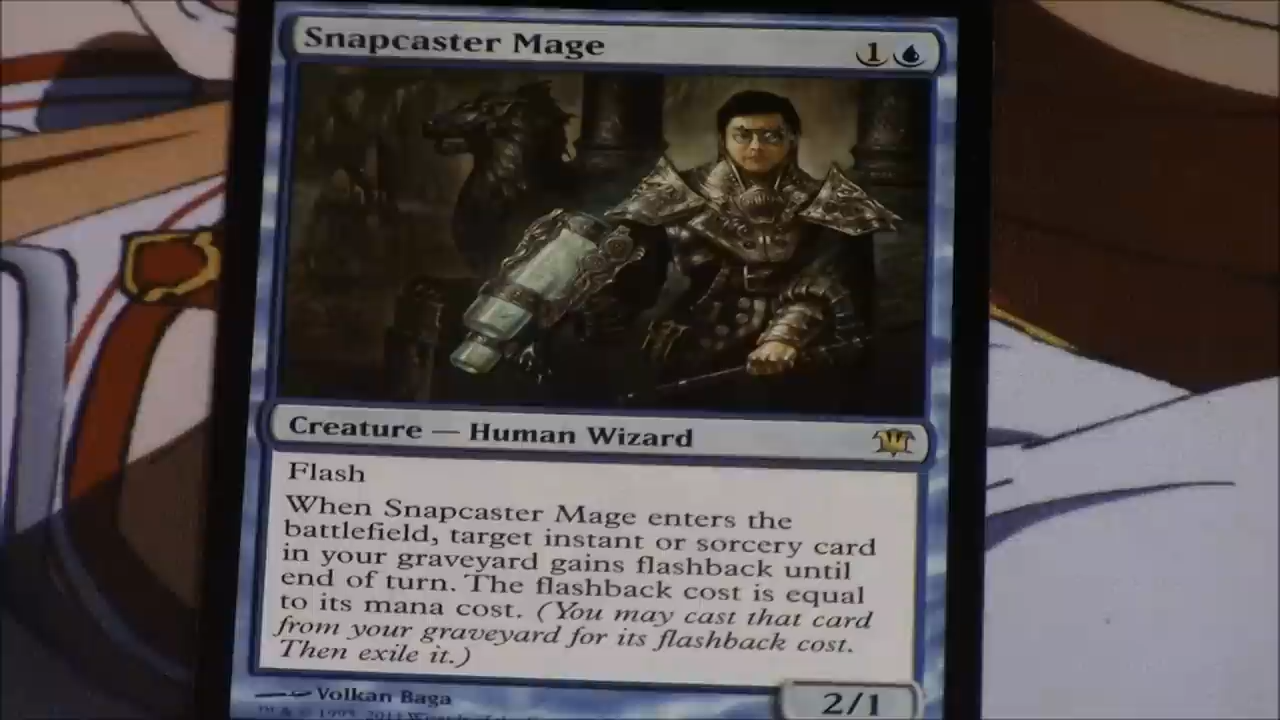 Snapcaster Mage 1
Creature — Human Wizard
Flash
When Snapcaster Mage enters the
battlefield, target instant or sorcery card
in your graveyard gains flashback until
end of turn. The flashback cost is equal
to its mana cost. (You may cast that card
from your graveyard for its flashback cost.
Then exile it.)
Volkan Baga
2/1